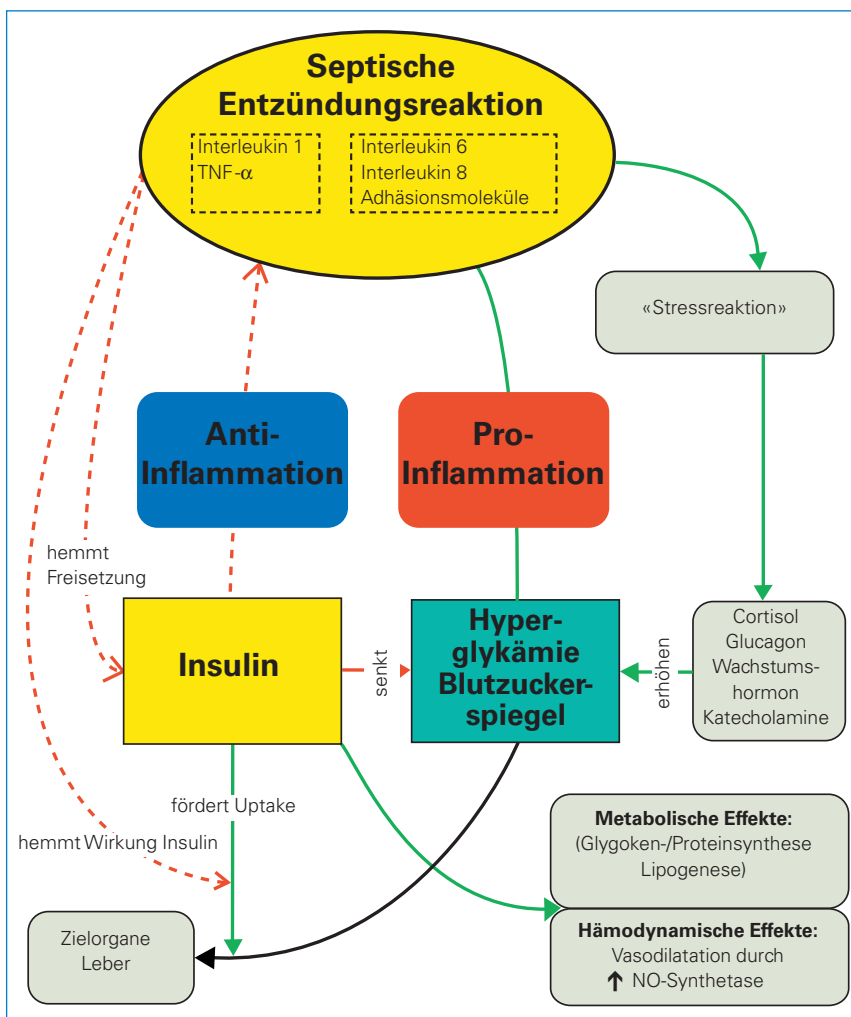 Septische
Entzündungsreaktion
Interleukin 1
TNF-α
Interleukin 6
Interleukin 8
Adhäsionsmoleküle
«Stressreaktion»
Anti-
Inflammation
Pro-
Inflammation
hemmt
Freisetzung
Insulin
senkt
Hyper-
glykämie
Blutzucker-
spiegel
erhöhen
Cortisol
Glucagon
Wachstums-
hormon
Katecholamine
fördert Uptake
hemmt Wirkung Insulin
Metabolische Effekte:
(Glygoken-/Proteinsynthese
Lipogenese)
Zielorgane
Leber
Hämodynamische Effekte:
Vasodilatation durch
↑ NO-Synthetase